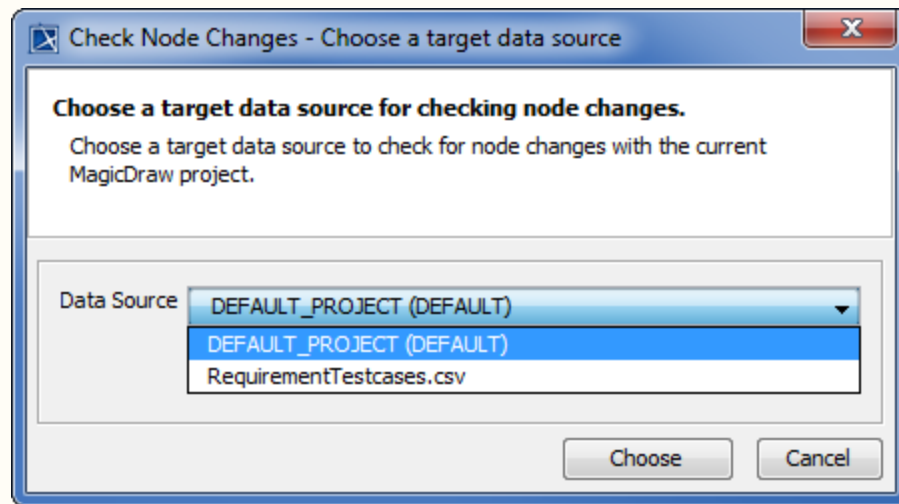 Check Node Changes - Choose a target data source
Choose a target data source for checking node changes.
Choose a target data source to check for node changes with the current
MagicDraw project.
Data Source DEFAULT_PROJECT (DEFAULT)
DEFAULT_PROJECT (DEFAULT)
RequirementTestcases.csv
Choose Cancel